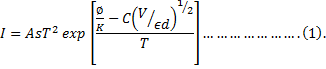 I = AsT² exp [ (ø/K − C(V/ϵd)^1/2) / T ] … … … … … … … . (1).